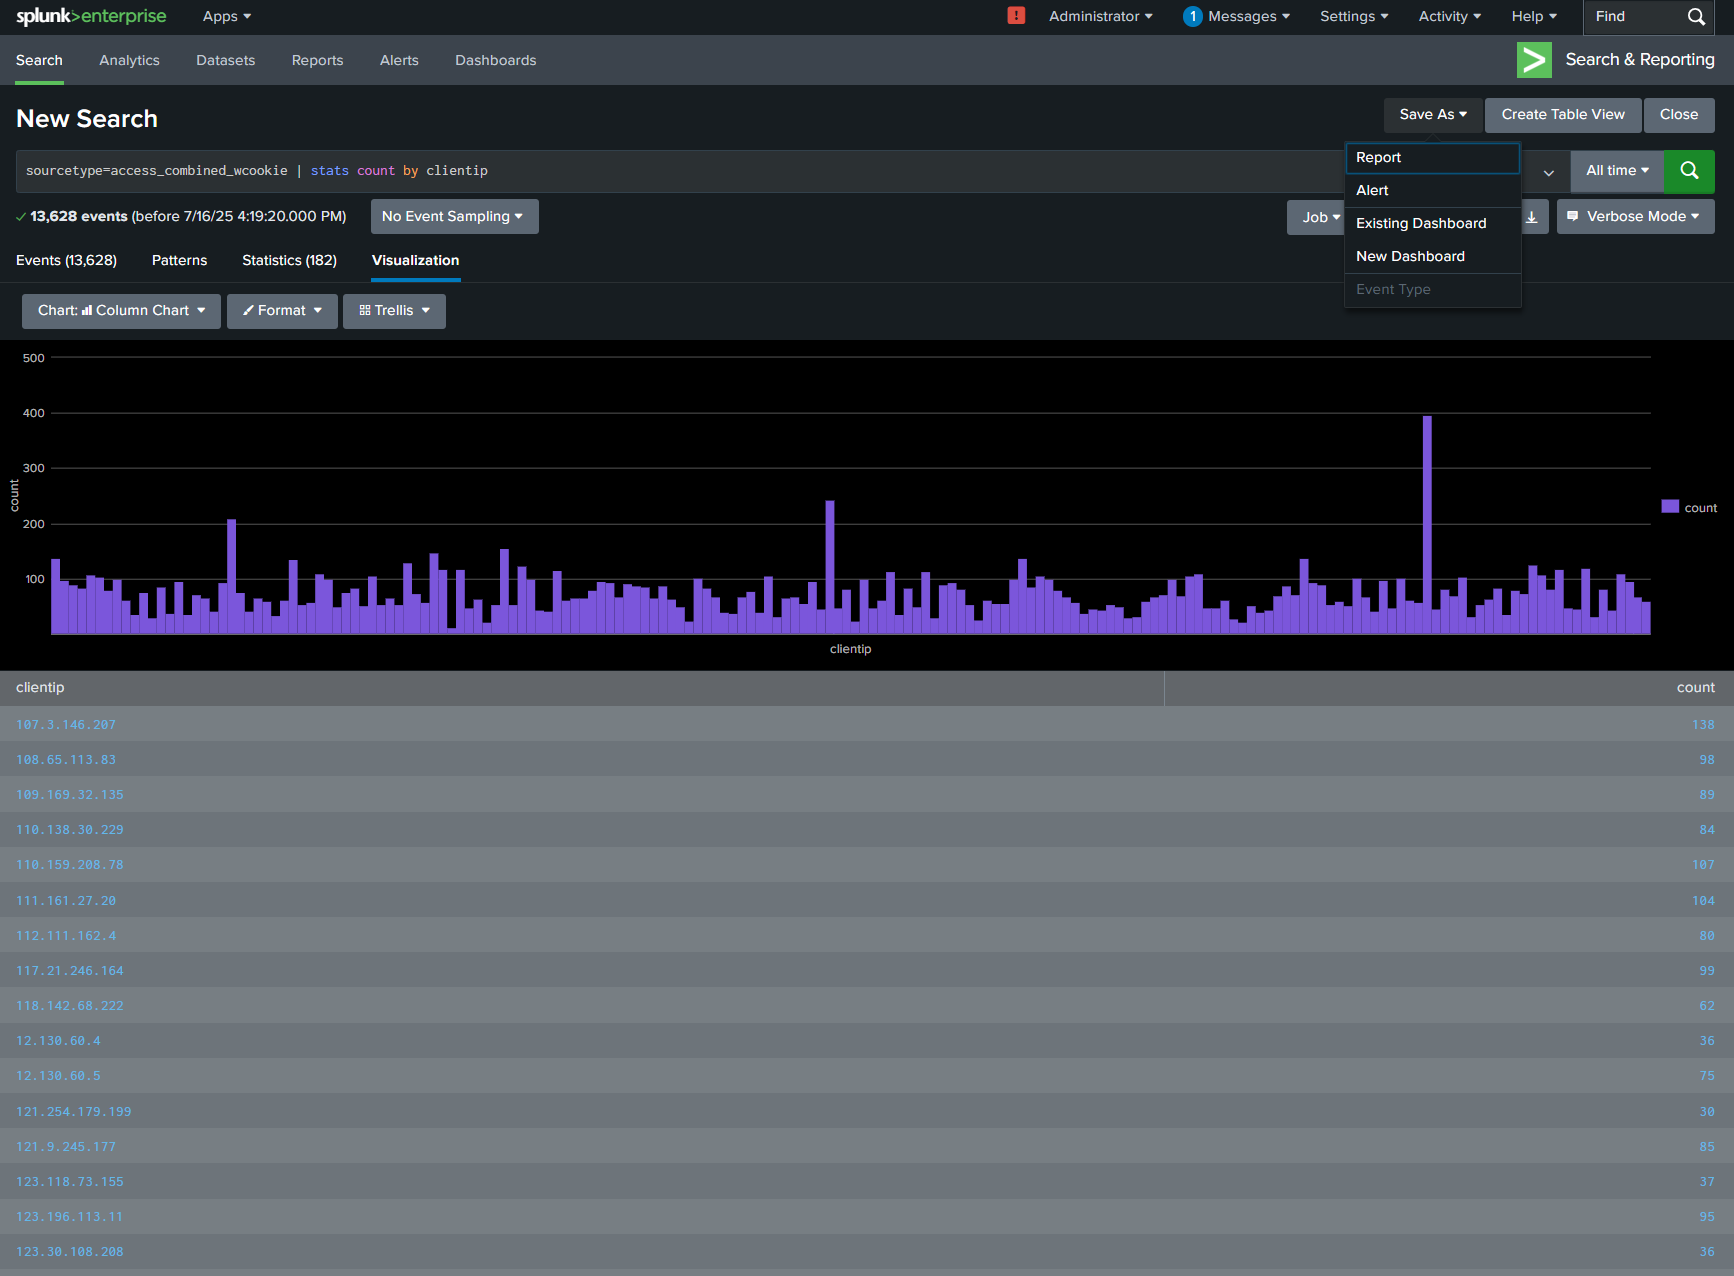 splunk>enterprise Apps ! Administrator 1 Messages Settings Activity Help Find
Search Analytics Datasets Reports Alerts Dashboards > Search & Reporting
New Search Save As Create Table View Close
Report
sourcetype=access_combined_wcookie | stats count by clientip All time
Alert
13,628 events (before 7/16/25 4:19:20.000 PM) No Event Sampling Job Verbose Mode
Existing Dashboard
New Dashboard
Event Type
Events (13,628) Patterns Statistics (182) Visualization
Chart: Column Chart Format Trellis
500
400
300
200
100
count
clientip
count
clientip count
107.3.146.207 138
108.65.113.83 98
109.169.32.135 89
110.138.30.229 84
110.159.208.78 107
111.161.27.20 104
112.111.162.4 80
117.21.246.164 99
118.142.68.222 62
12.130.60.4 36
12.130.60.5 75
121.254.179.199 30
121.9.245.177 85
123.118.73.155 37
123.196.113.11 95
123.30.108.208 36